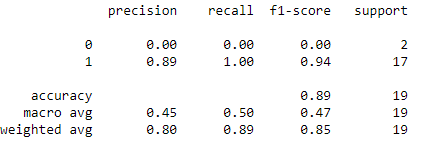 precision recall f1-score support
0 0.00 0.00 0.00 2
1 0.89 1.00 0.94 17
accuracy 0.89 19
macro avg 0.45 0.50 0.47 19
weighted avg 0.80 0.89 0.85 19